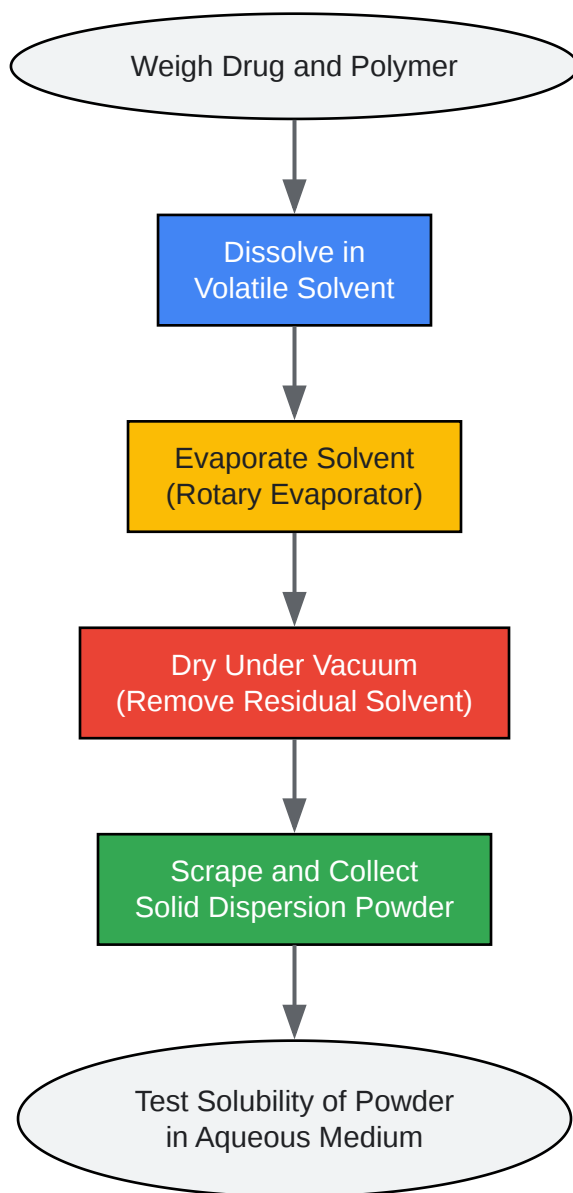 Weigh Drug and Polymer
Dissolve in
Volatile Solvent
Evaporate Solvent
(Rotary Evaporator)
Dry Under Vacuum
(Remove Residual Solvent)
Scrape and Collect
Solid Dispersion Powder
Test Solubility of Powder
in Aqueous Medium